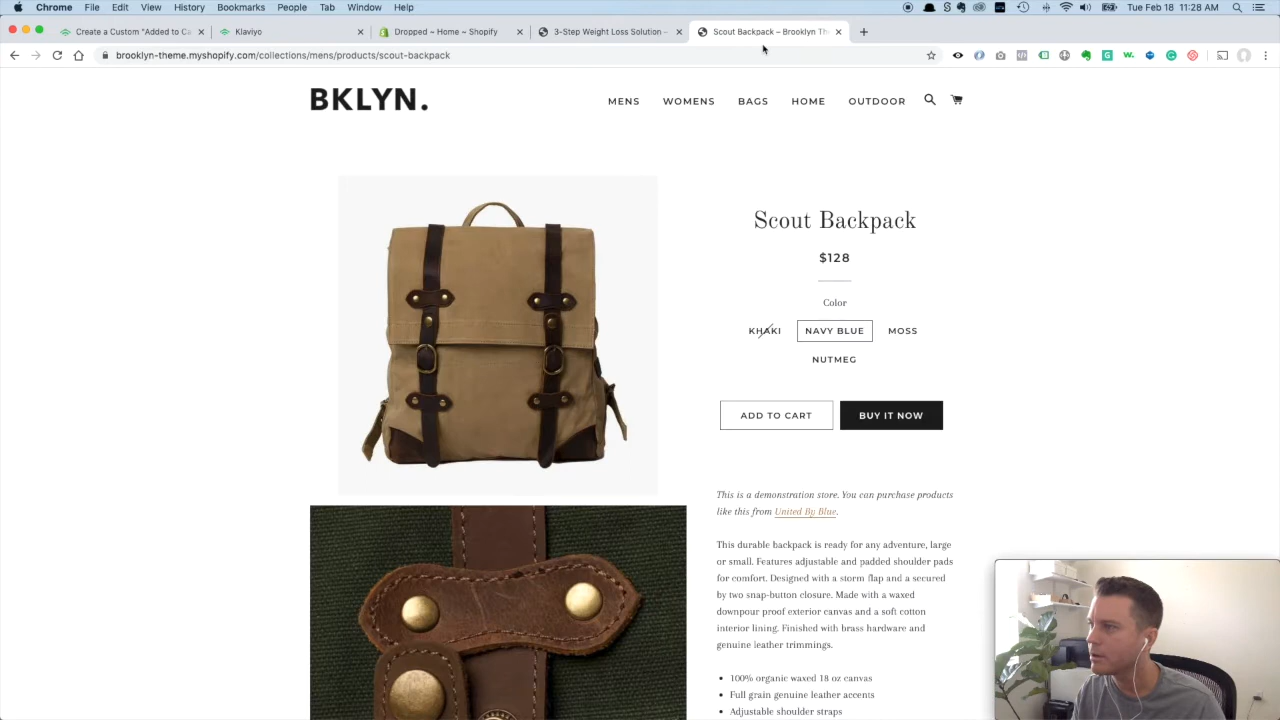 Chrome File Edit View History Bookmarks People Window Help
Tue Feb 18 11:28 AM
Create a Custom "Added to Ca
Klaviyo
Dropped ~ Home ~ Shopify
3-Step Weight Loss Solution –
Scout Backpack – Brooklyn Th
brooklyn-theme.myshopify.com/collections/mens/products/scout-backpack
BKLYN.
MENS WOMENS BAGS HOME OUTDOOR
Scout Backpack
$128
Color
KHAKI NAVY BLUE MOSS
NUTMEG
ADD TO CART BUY IT NOW
This is a demonstration store. You can purchase products
like this from United By Blue.
This durable backpack is ready for any adventure, large
or small. Features adjustable and padded shoulder pads
for comfort. Designed with a storm flap and a secured
by two snap-button closure. Made with a waxed
downpour proof exterior canvas and a soft cotton
interior lining. Finished with brass hardware and
genuine leather trimmings.
100% organic waxed 18 oz canvas
Full grain genuine leather accents
Adjustable shoulder straps